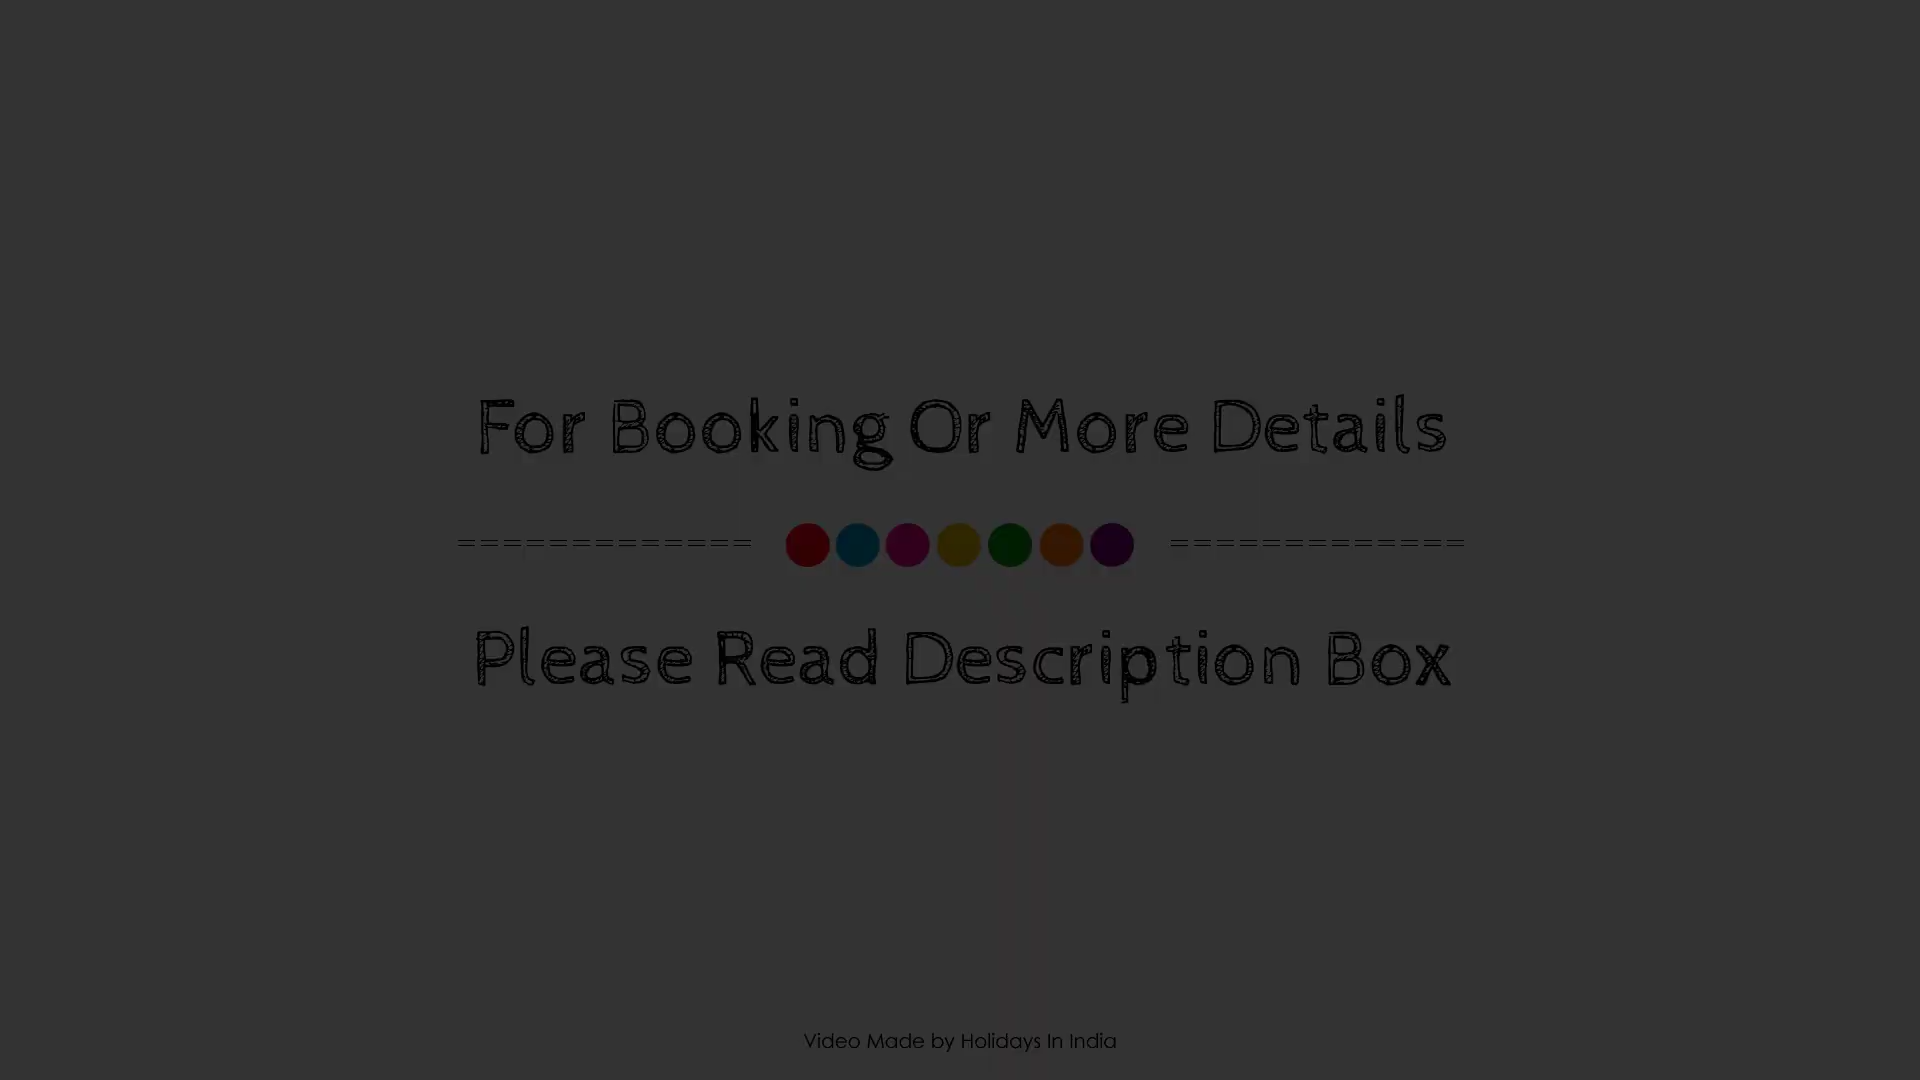 For Booking Or More Details
============= =============
Please Read Description Box
Video Made by Holidays In India